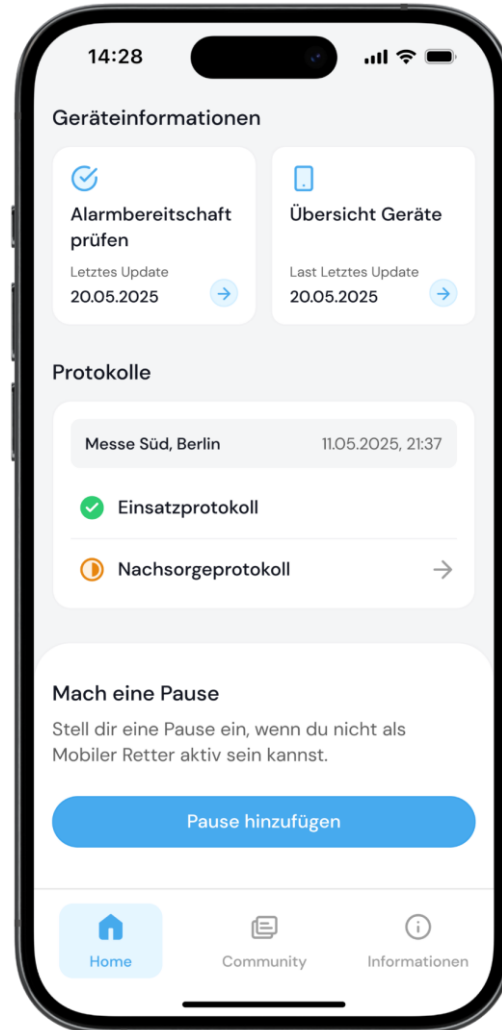 14:28
Geräteinformationen
Alarmbereitschaft
prüfen
Letztes Update
20.05.2025
Übersicht Geräte
Last Letztes Update
20.05.2025
Protokolle
Messe Süd, Berlin 11.05.2025, 21:37
Einsatzprotokoll
Nachsorgeprotokoll
Mach eine Pause
Stell dir eine Pause ein, wenn du nicht als
Mobiler Retter aktiv sein kannst.
Pause hinzufügen
Home Community Informationen